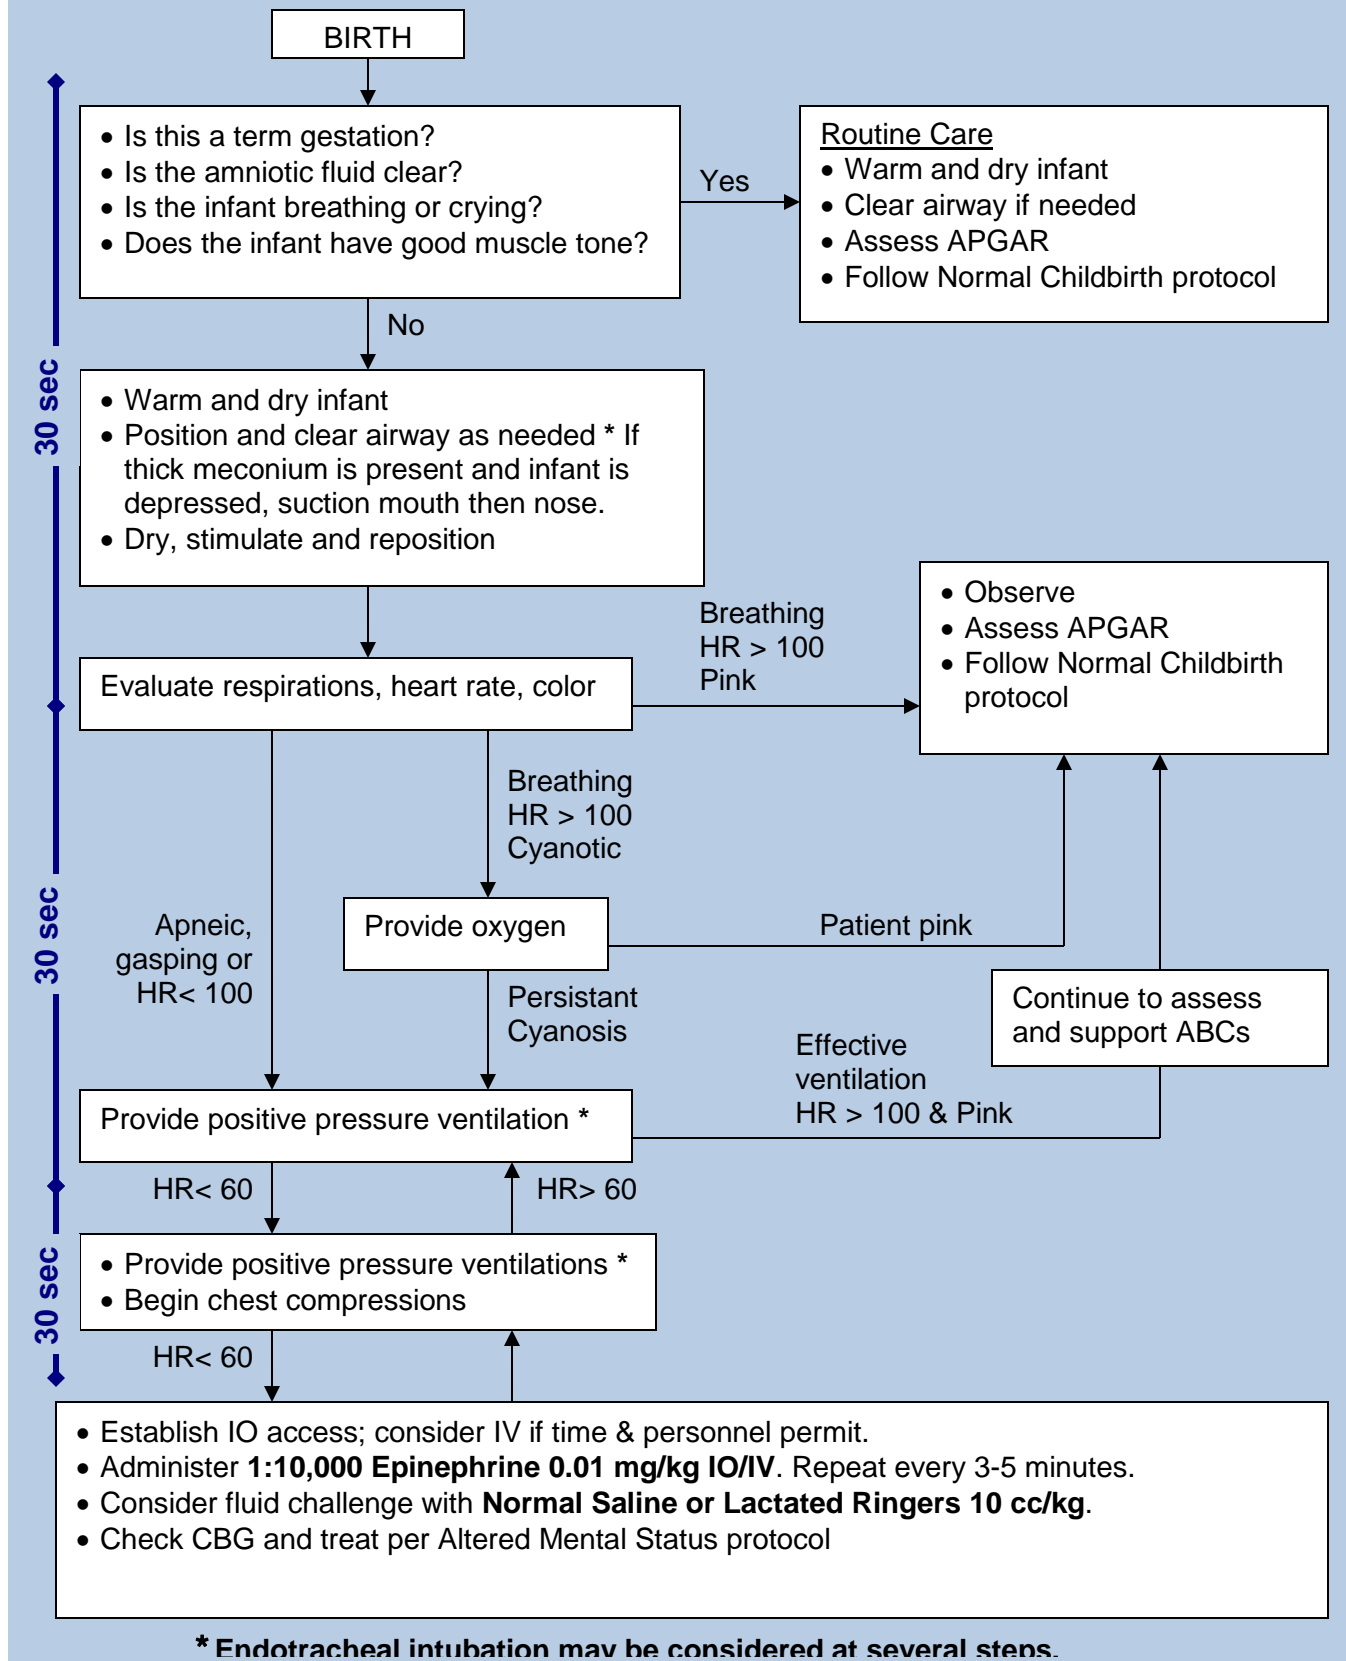 BIRTH
• Is this a term gestation?
• Is the amniotic fluid clear?
• Is the infant breathing or crying?
• Does the infant have good muscle tone?
Yes
Routine Care
• Warm and dry infant
• Clear airway if needed
• Assess APGAR
• Follow Normal Childbirth protocol
No
30 sec
• Warm and dry infant
• Position and clear airway as needed * If
thick meconium is present and infant is
depressed, suction mouth then nose.
• Dry, stimulate and reposition
Evaluate respirations, heart rate, color
Breathing
HR > 100
Pink
• Observe
• Assess APGAR
• Follow Normal Childbirth
protocol
30 sec
Apneic,
gasping or
HR< 100
Breathing
HR > 100
Cyanotic
Provide oxygen
Patient pink
Persistant
Cyanosis
Continue to assess
and support ABCs
Effective
ventilation
HR > 100 & Pink
Provide positive pressure ventilation *
HR< 60
HR> 60
30 sec
• Provide positive pressure ventilations *
• Begin chest compressions
HR< 60
• Establish IO access; consider IV if time & personnel permit.
• Administer 1:10,000 Epinephrine 0.01 mg/kg IO/IV. Repeat every 3-5 minutes.
• Consider fluid challenge with Normal Saline or Lactated Ringers 10 cc/kg.
• Check CBG and treat per Altered Mental Status protocol
* Endotracheal intubation may be considered at several steps.